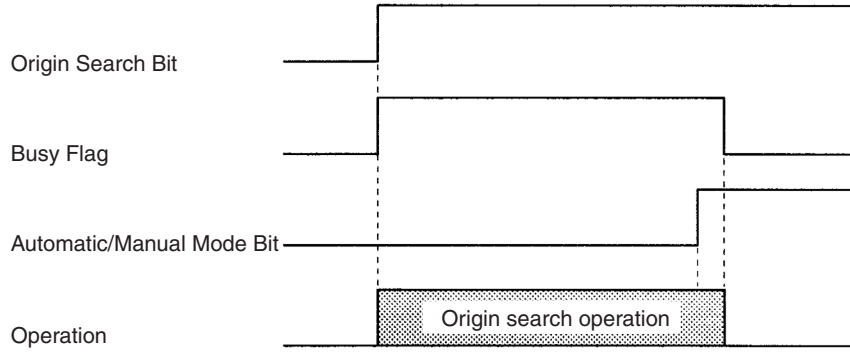 Origin Search Bit
Busy Flag
Automatic/Manual Mode Bit
Origin search operation
Operation